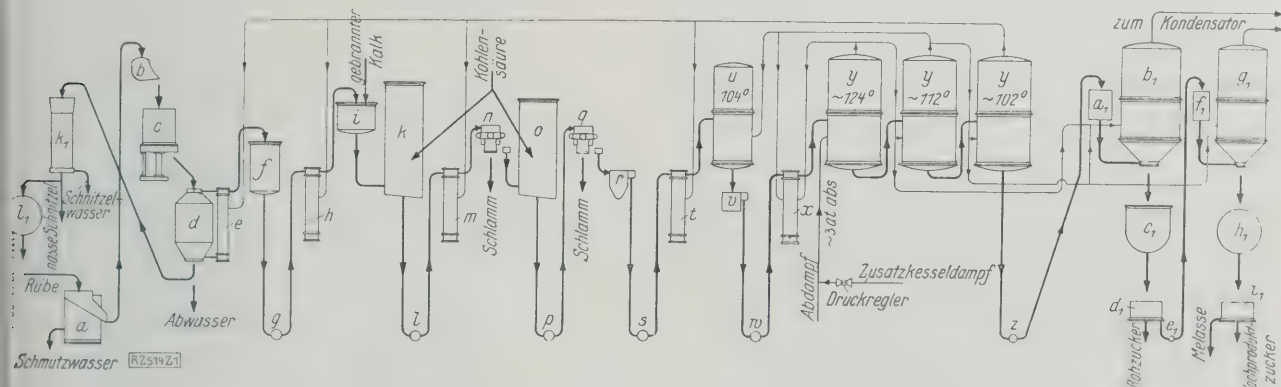 zum Kondensator
gebrannter Kalk
Kohlen-
säure
b
c
k₁
i
k
n
o
q
u
104°
y
~124°
y
~112°
y
~102°
a₁
b₁
f₁
g₁
Schnitzel-
wasser
nasse Schnitzel
l₁
d
e
f
h
m
Schlamm
Schlamm
r
t
v
x
~3at abs
Abdampf
Zusatzkesseldampf
Druckregler
c₁
h₁
Rübe
a
Abwasser
g
l
p
s
w
z
d₁
e₁
i₁
Schmutzwasser
RZ514Z1
Rohzucker
Melasse
zucker